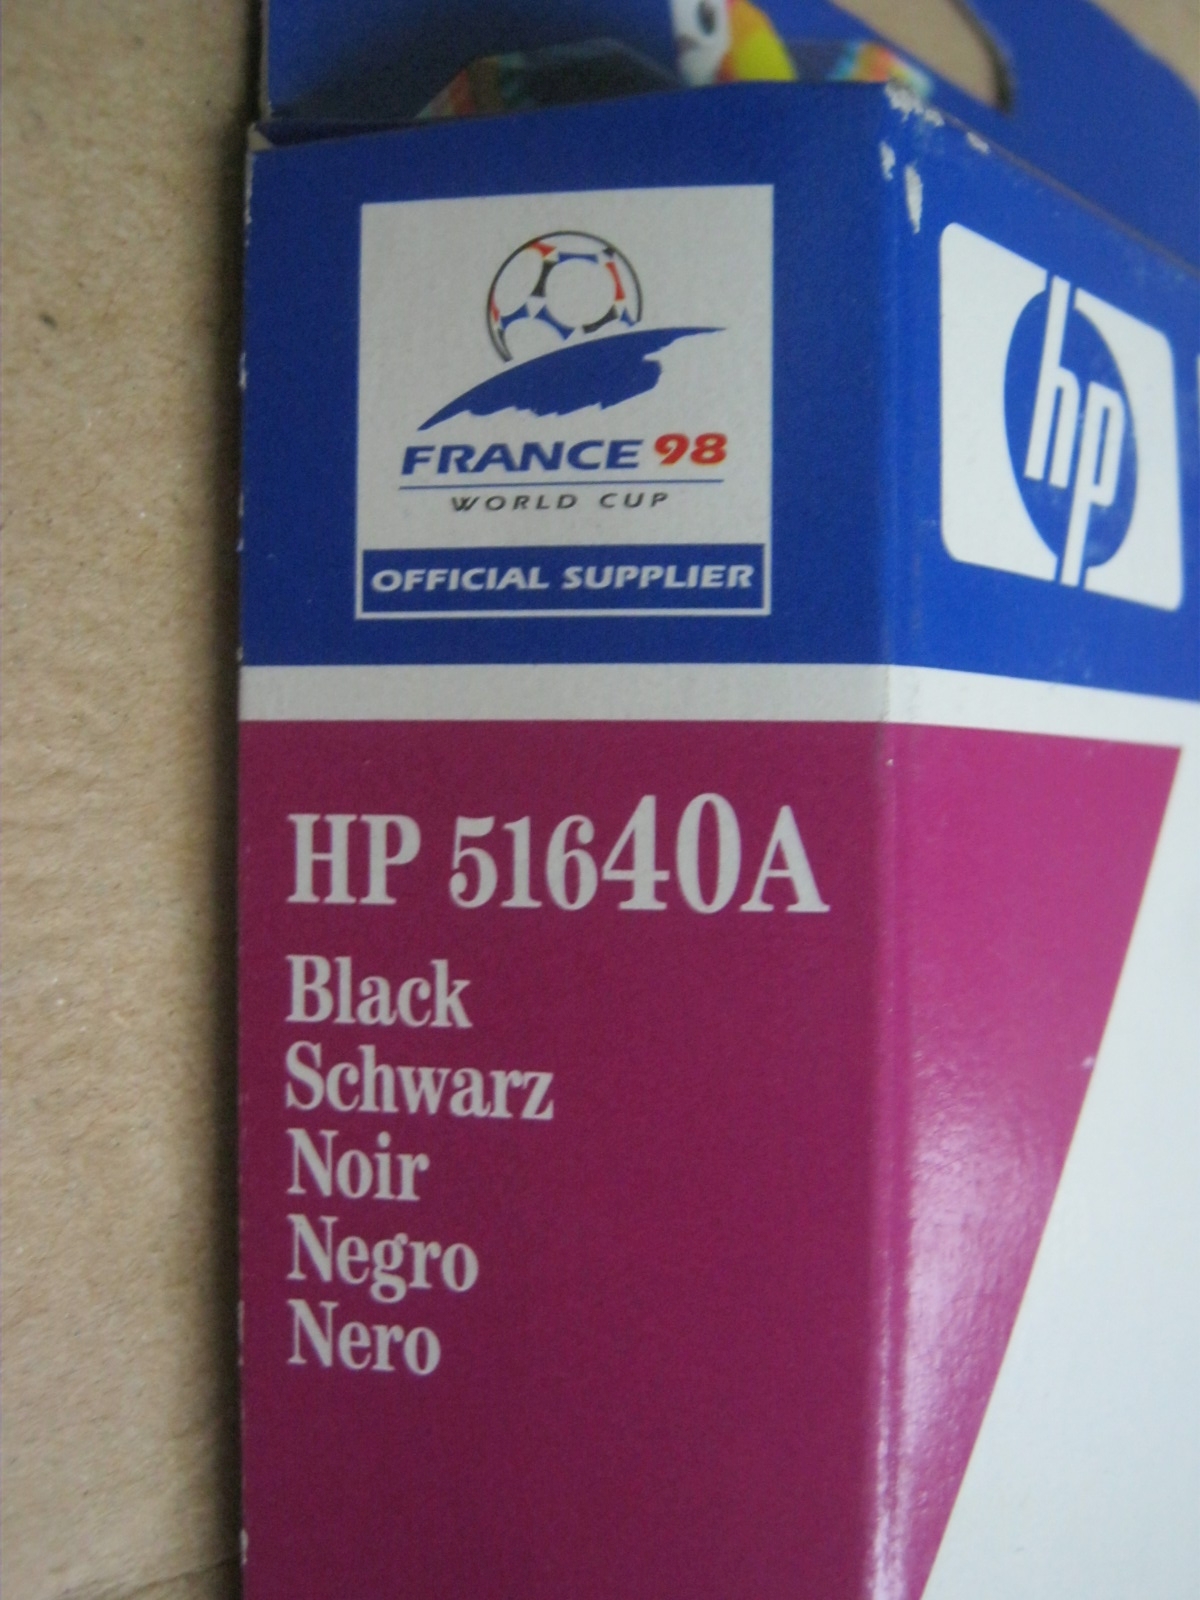 FRANCE 98
WORLD CUP
OFFICIAL SUPPLIER
hp
HP 51640A
Black
Schwarz
Noir
Negro
Nero